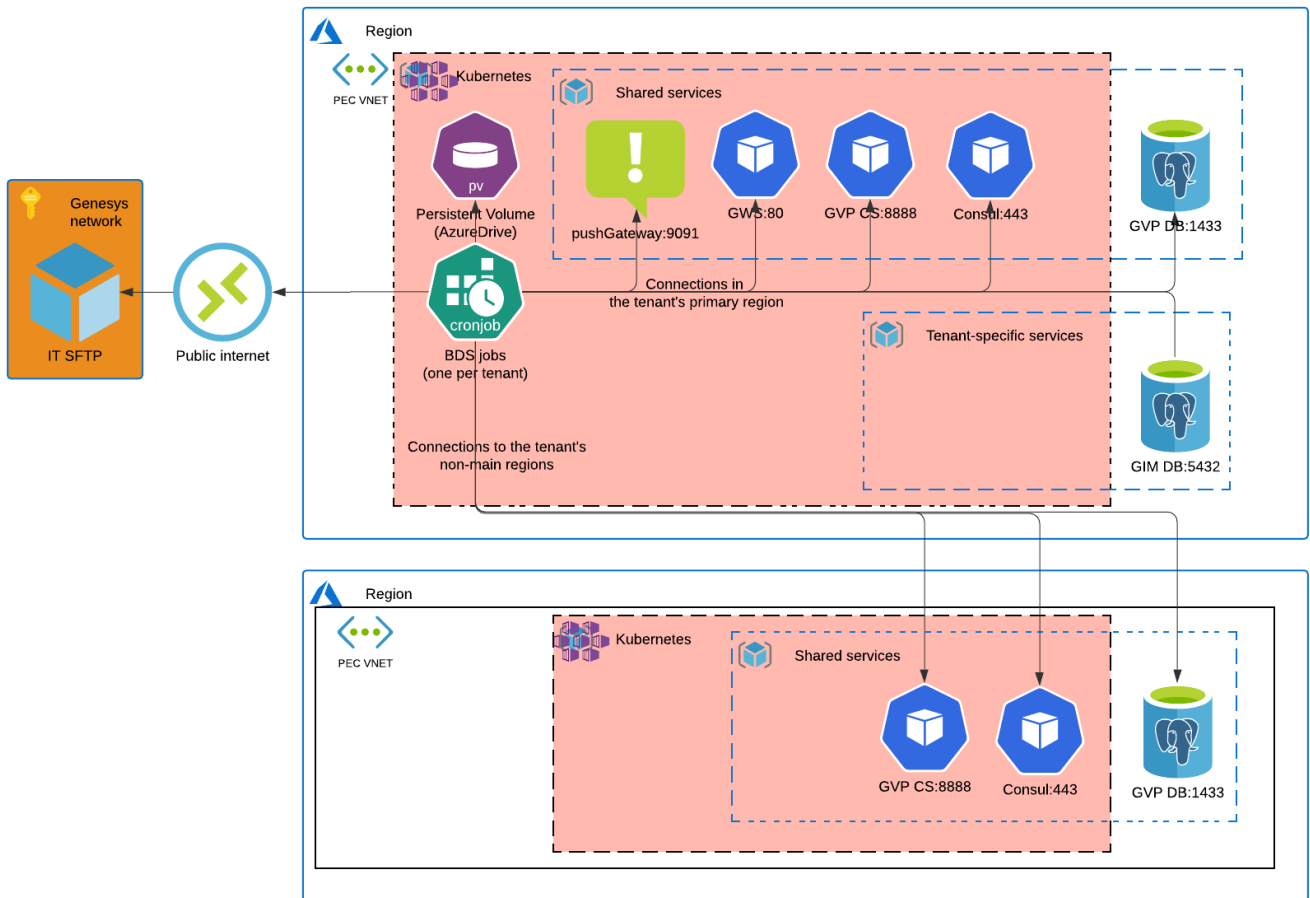 Region
PEC VNET
Kubernetes
Shared services
pv
Persistent Volume
(AzureDrive)
pushGateway:9091
GWS:80
GVP CS:8888
Consul:443
GVP DB:1433
Genesys
network
IT SFTP
Public internet
cronjob
BDS jobs
(one per tenant)
Connections in
the tenant's primary region
Tenant-specific services
GIM DB:5432
Connections to the tenant's
non-main regions
Region
PEC VNET
Kubernetes
Shared services
GVP CS:8888
Consul:443
GVP DB:1433